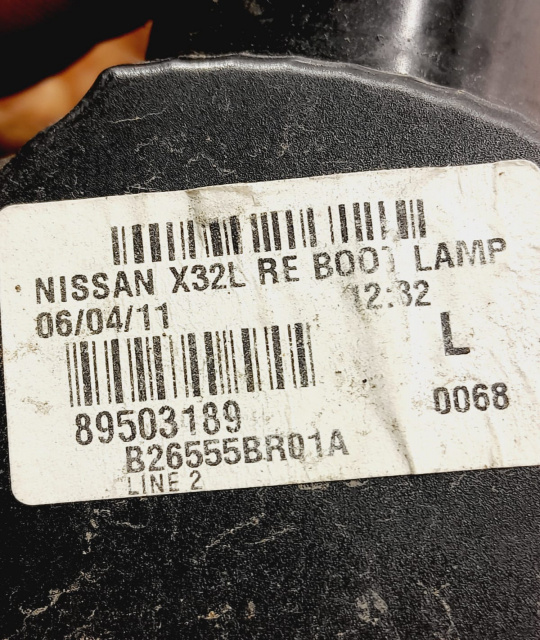 NISSAN X32L RE BOOT LAMP
06/04/11 12:32
L
89503189 0068
B26555BR01A
LINE 2